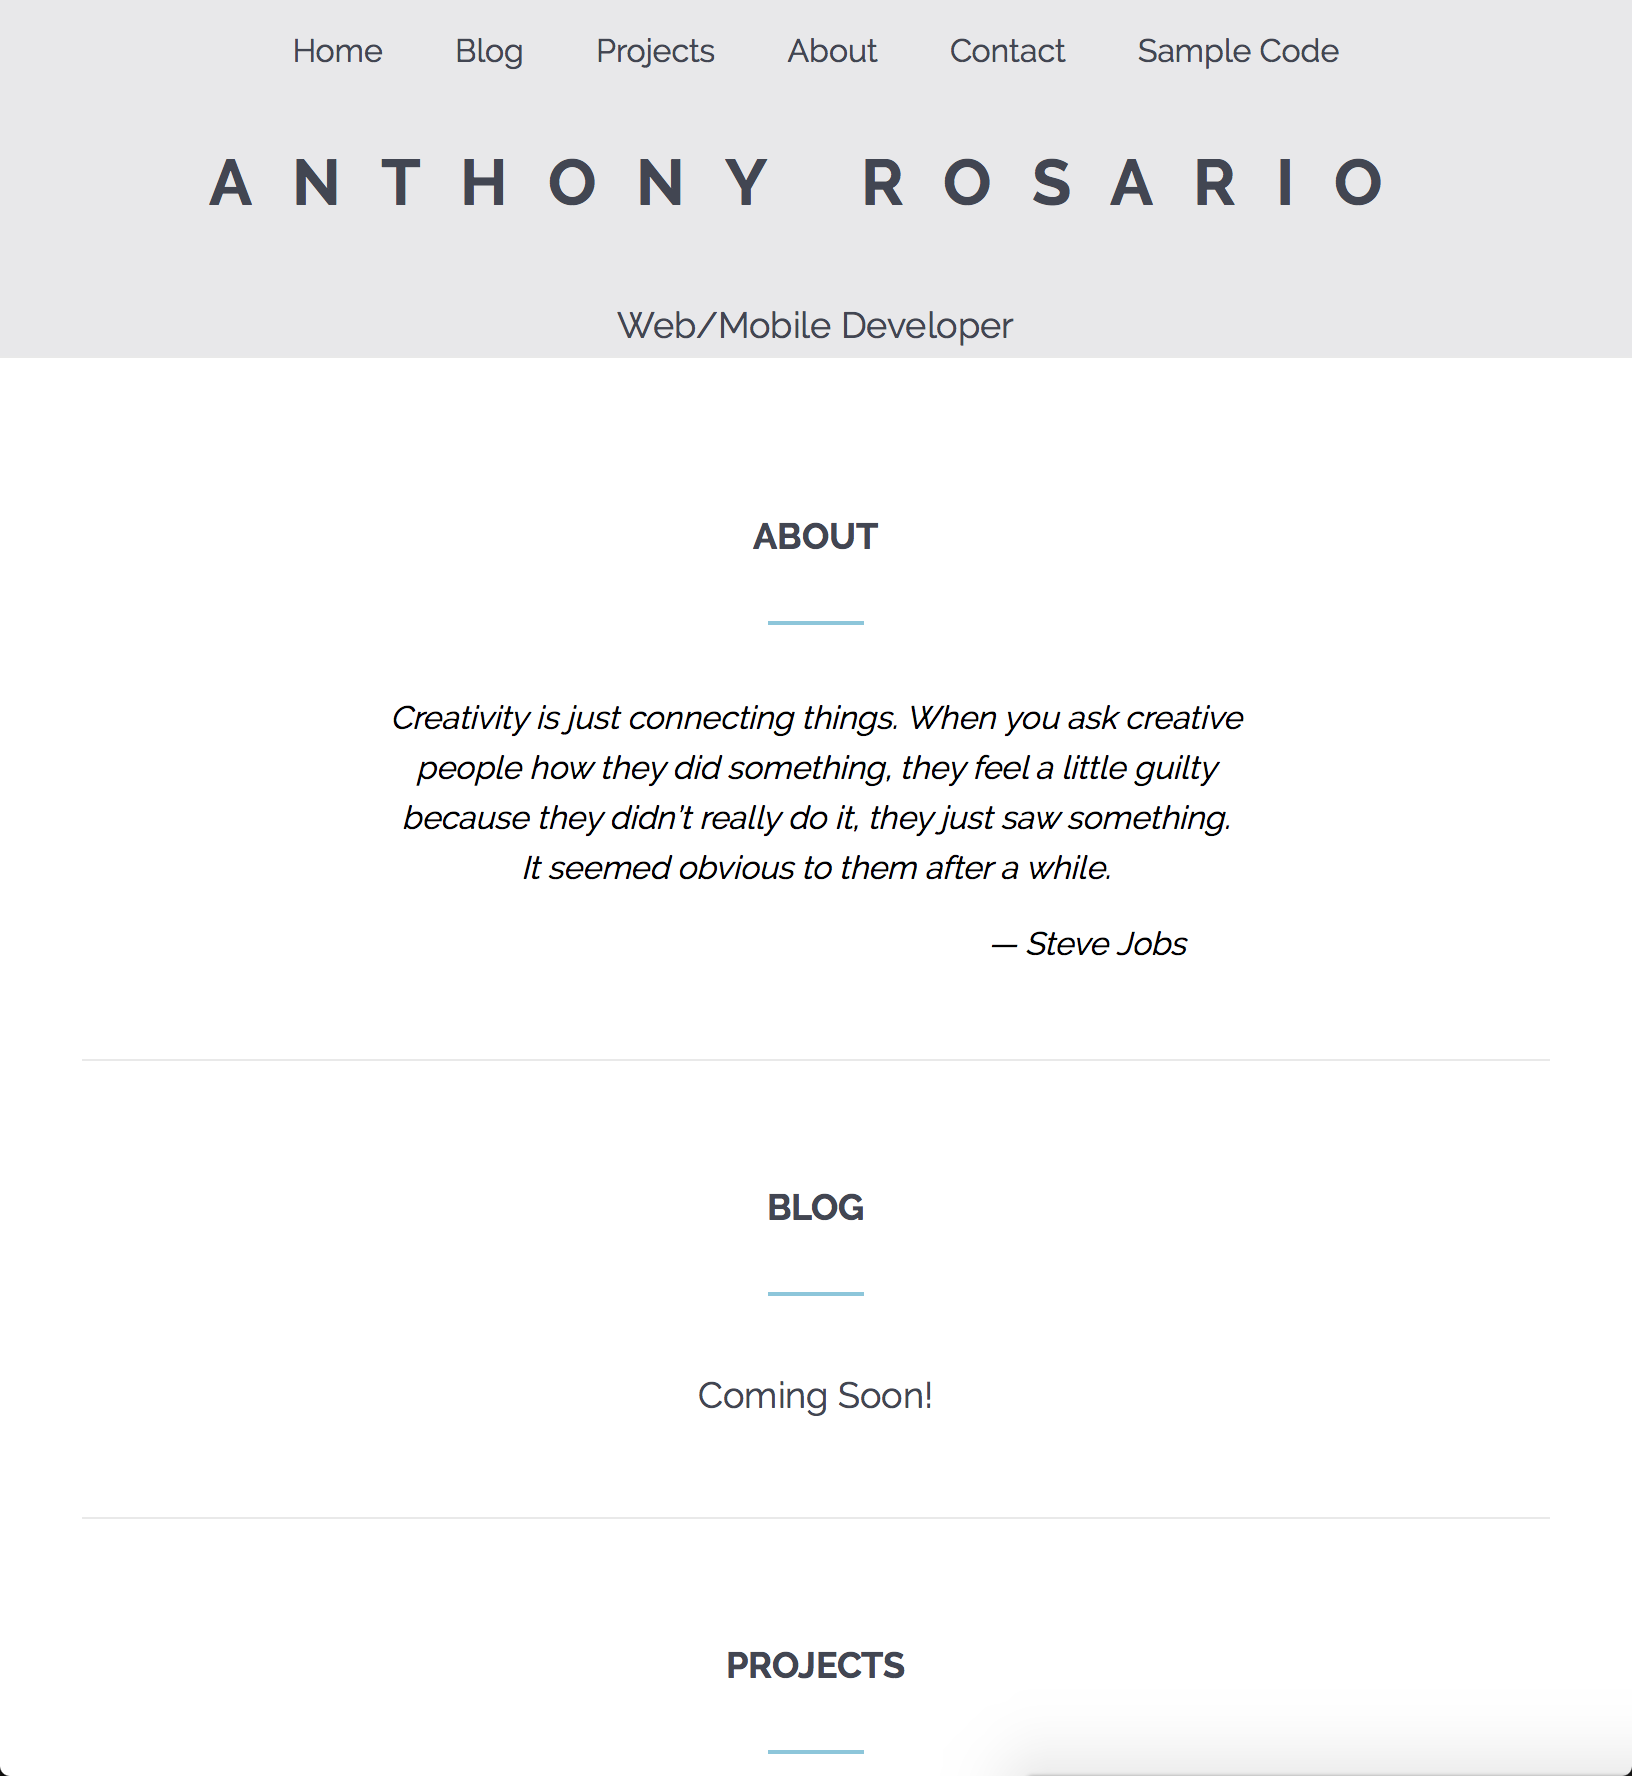 Home Blog Projects About Contact Sample Code
ANTHONY ROSARIO
Web/Mobile Developer
ABOUT
Creativity is just connecting things. When you ask creative
people how they did something, they feel a little guilty
because they didn’t really do it, they just saw something.
It seemed obvious to them after a while.
— Steve Jobs
BLOG
Coming Soon!
PROJECTS